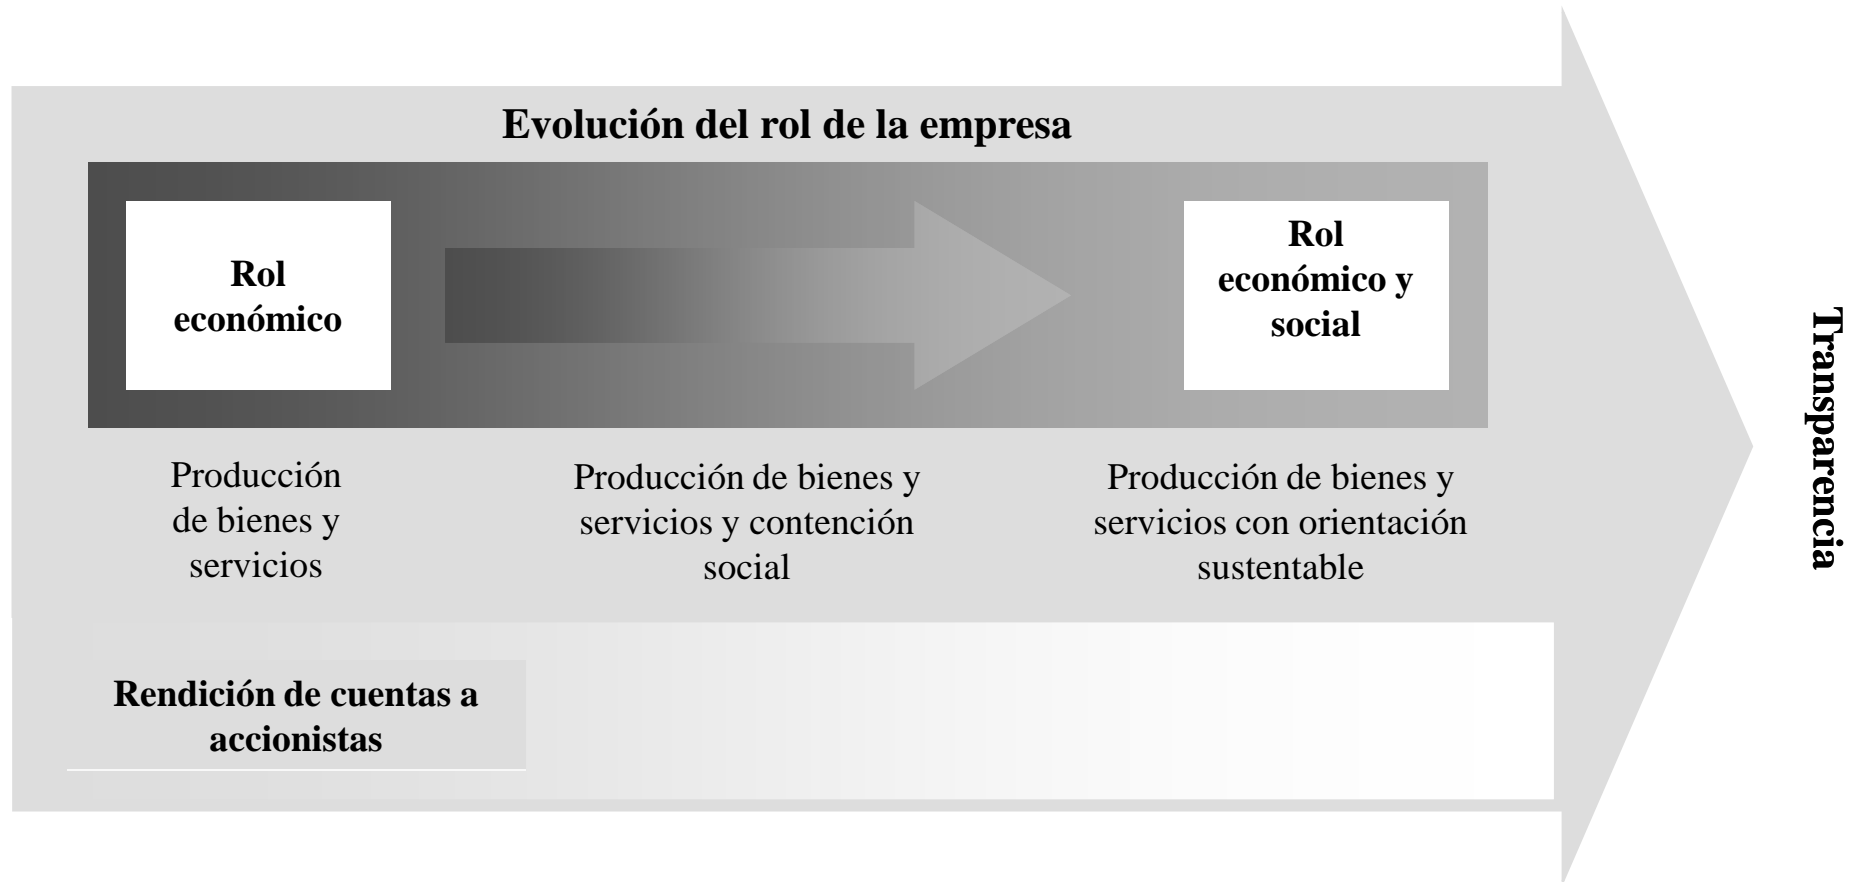 Evolución del rol de la empresa
Rol
económico
Rol
económico y
social
Producción
de bienes y
servicios
Producción de bienes y
servicios y contención
social
Producción de bienes y
servicios con orientación
sustentable
Rendición de cuentas a
accionistas
Transparencia